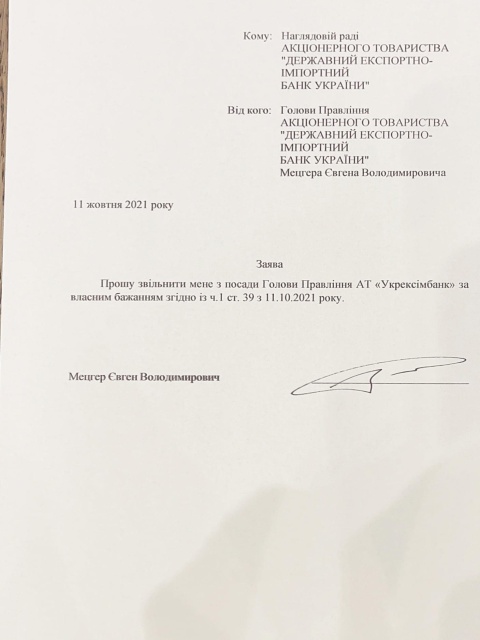 Кому: Наглядовій раді
АКЦІОНЕРНОГО ТОВАРИСТВА
"ДЕРЖАВНИЙ ЕКСПОРТНО-
ІМПОРТНИЙ
БАНК УКРАЇНИ"
Від кого: Голови Правління
АКЦІОНЕРНОГО ТОВАРИСТВА
"ДЕРЖАВНИЙ ЕКСПОРТНО-
ІМПОРТНИЙ
БАНК УКРАЇНИ"
Мецгера Євгена Володимировича
11 жовтня 2021 року
Заява
Прошу звільнити мене з посади Голови Правління АТ «Укрексімбанк» за
власним бажанням згідно із ч.1 ст. 39 з 11.10.2021 року.
Мецгер Євген Володимирович